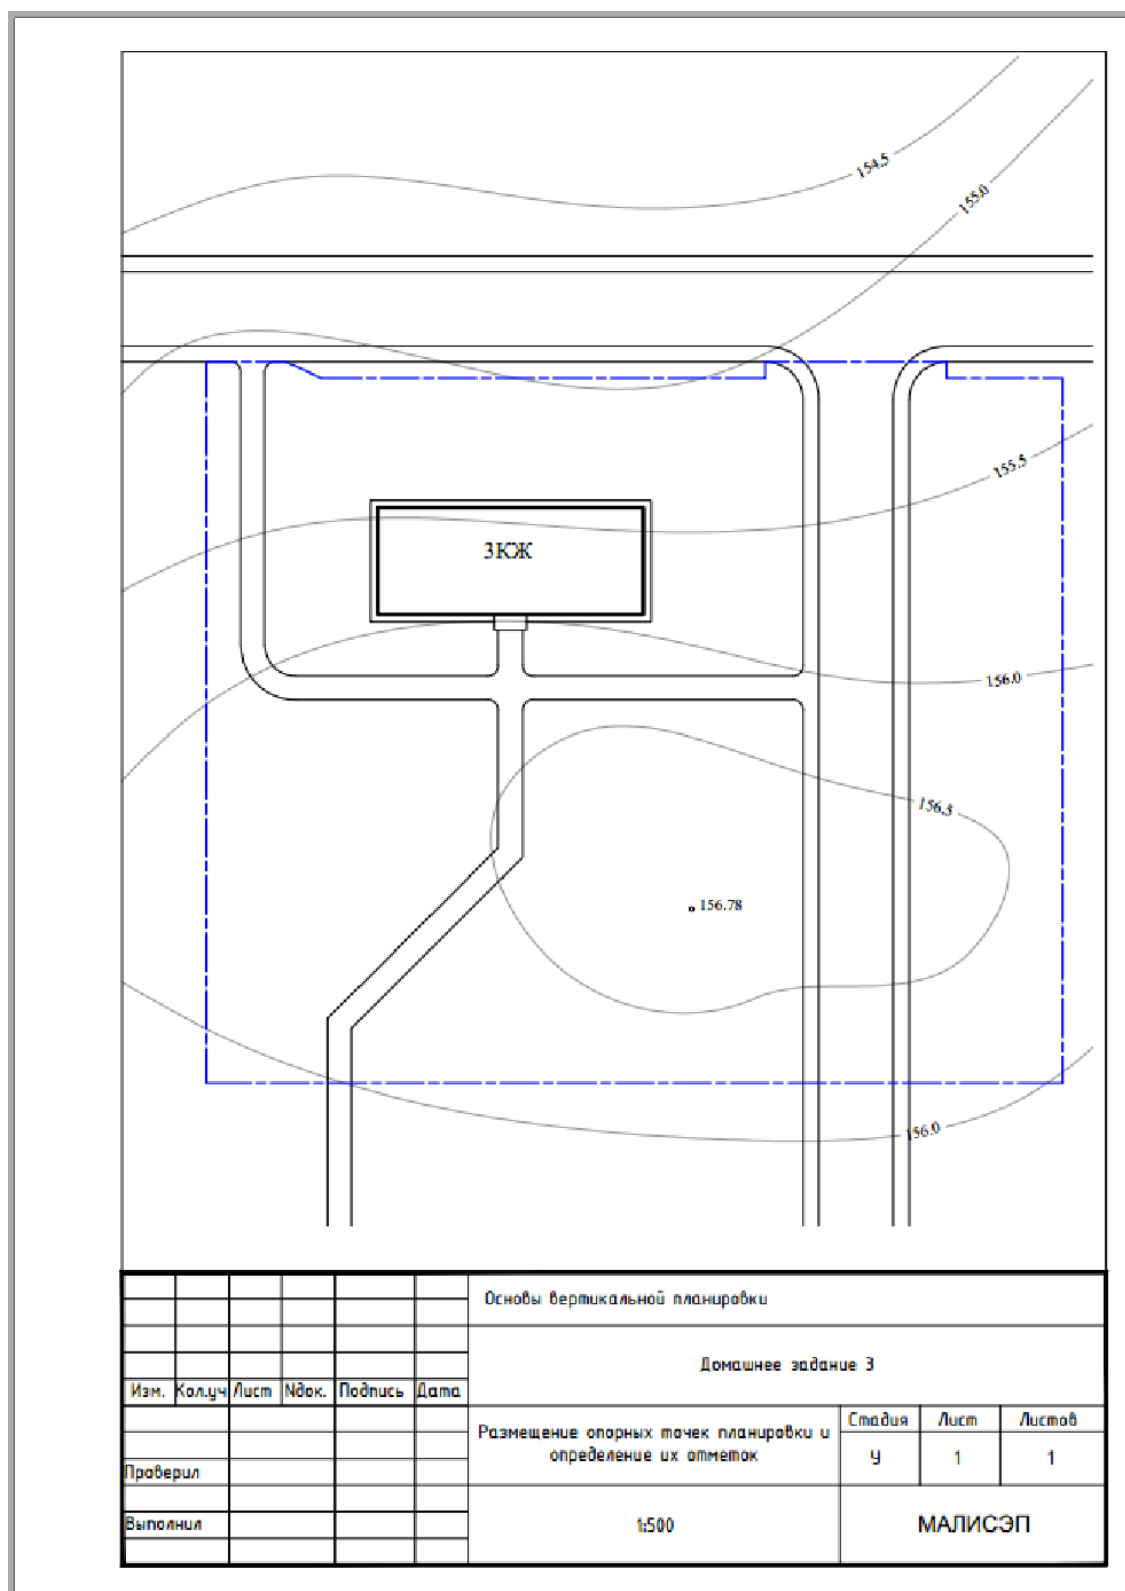 154.5
155.0
155.5
3КЖ
156.0
156.5
156.78
156.0
Основы вертикальной планировки
Домашнее задание 3
Изм. Кол.уч Лист Nдок. Подпись Дата
Размещение опорных точек планировки и
определение их отметок
Стадия Лист Листов
У 1 1
Проверил
Выполнил
1:500
МАЛИСЭП